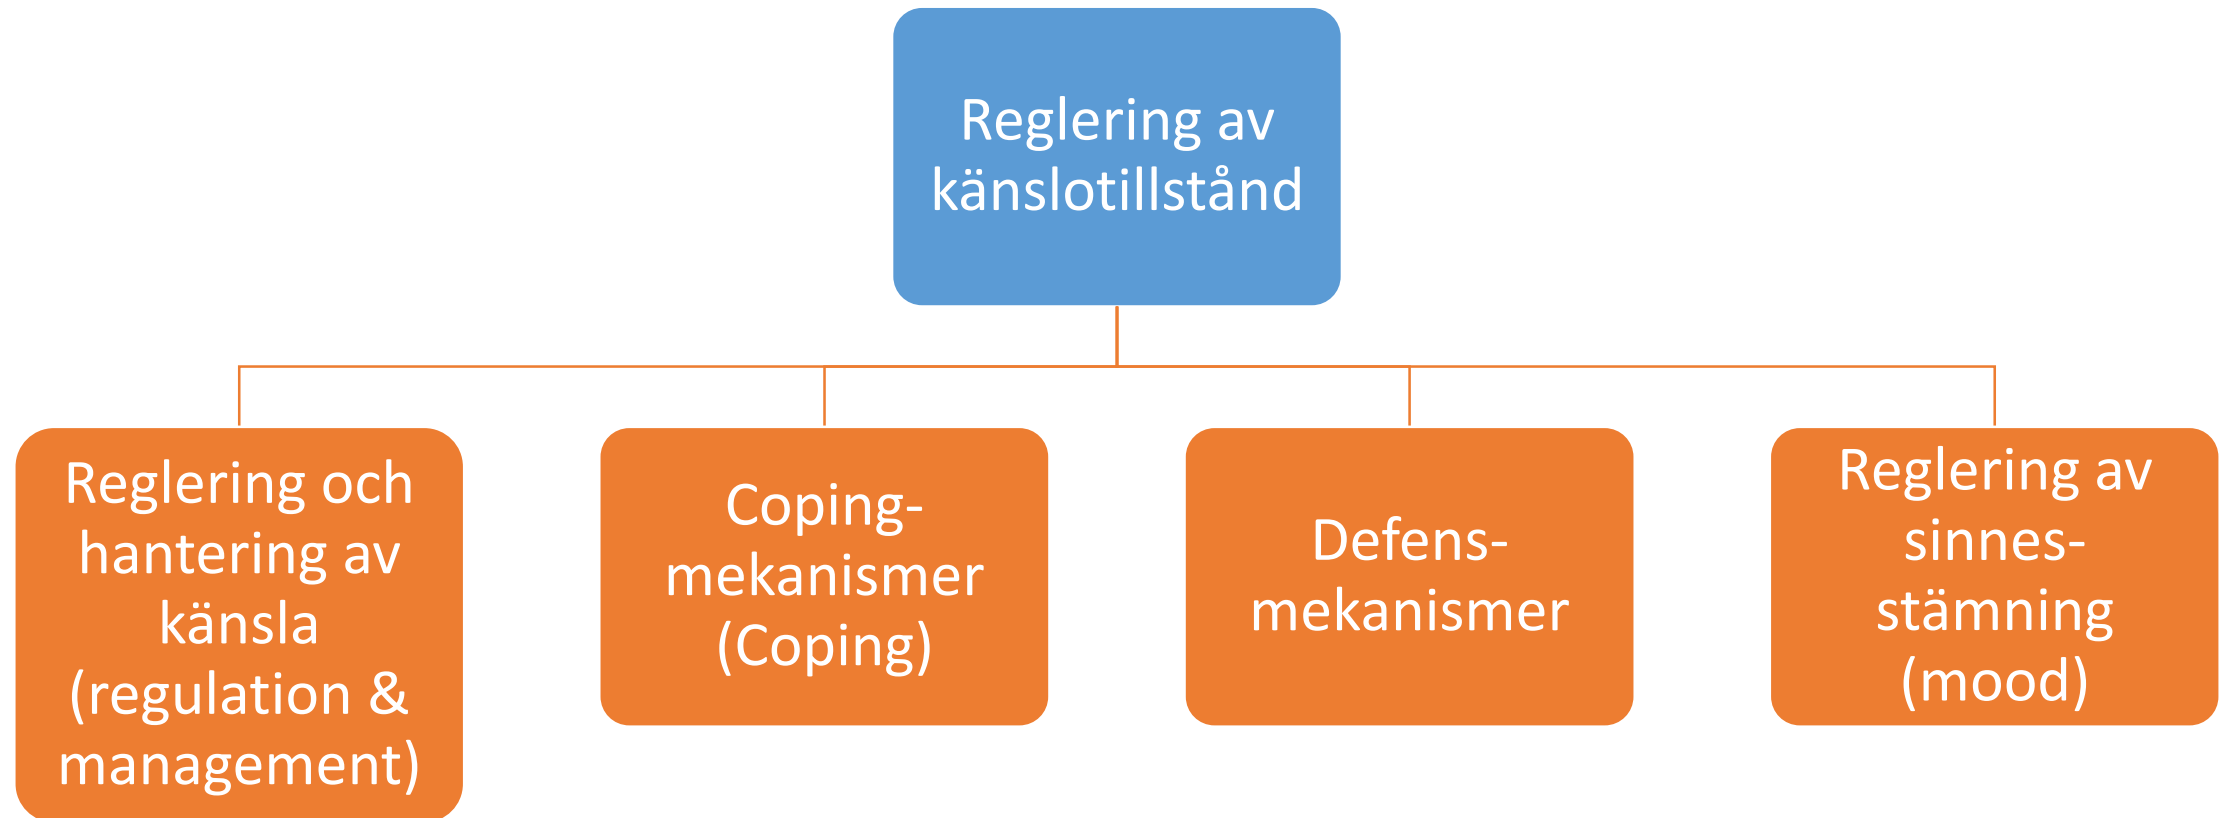 Reglering av
känslotillstånd
Reglering och
hantering av
känsla
(regulation &
management)
Coping-
mekanismer
(Coping)
Defens-
mekanismer
Reglering av
sinnes-
stämning
(mood)